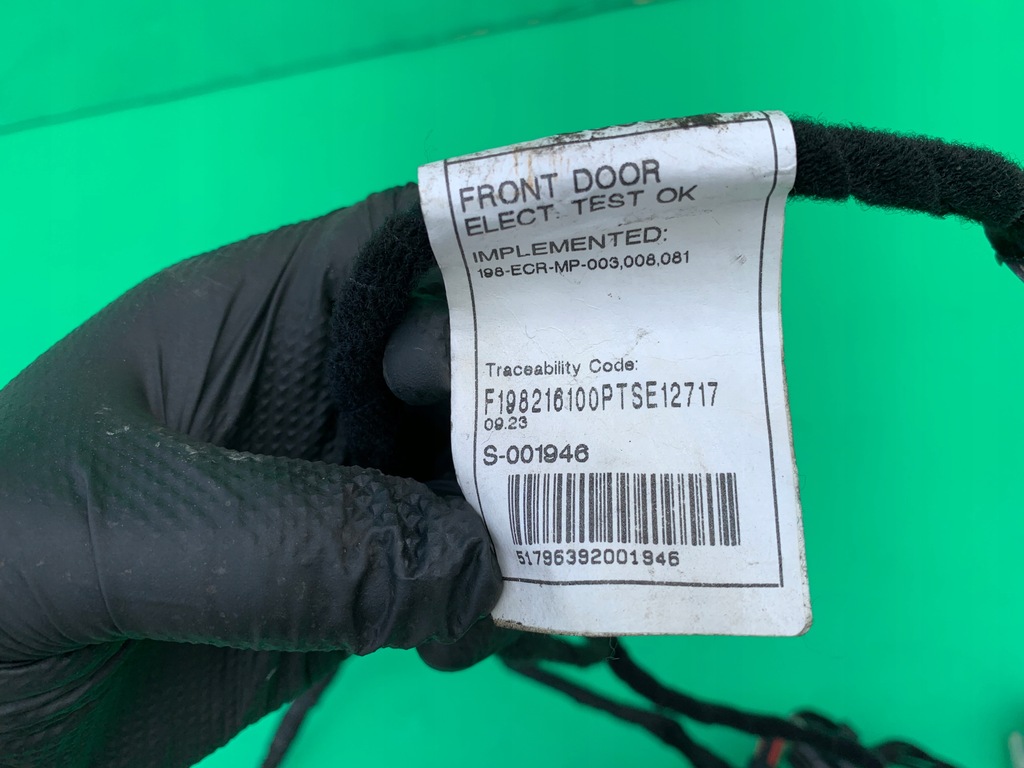 FRONT DOOR
ELECT. TEST OK
IMPLEMENTED:
198-ECR-MP-003,008,081
Traceability Code:
F198216100PTSE12717
09.23
S-001946
51796392001946